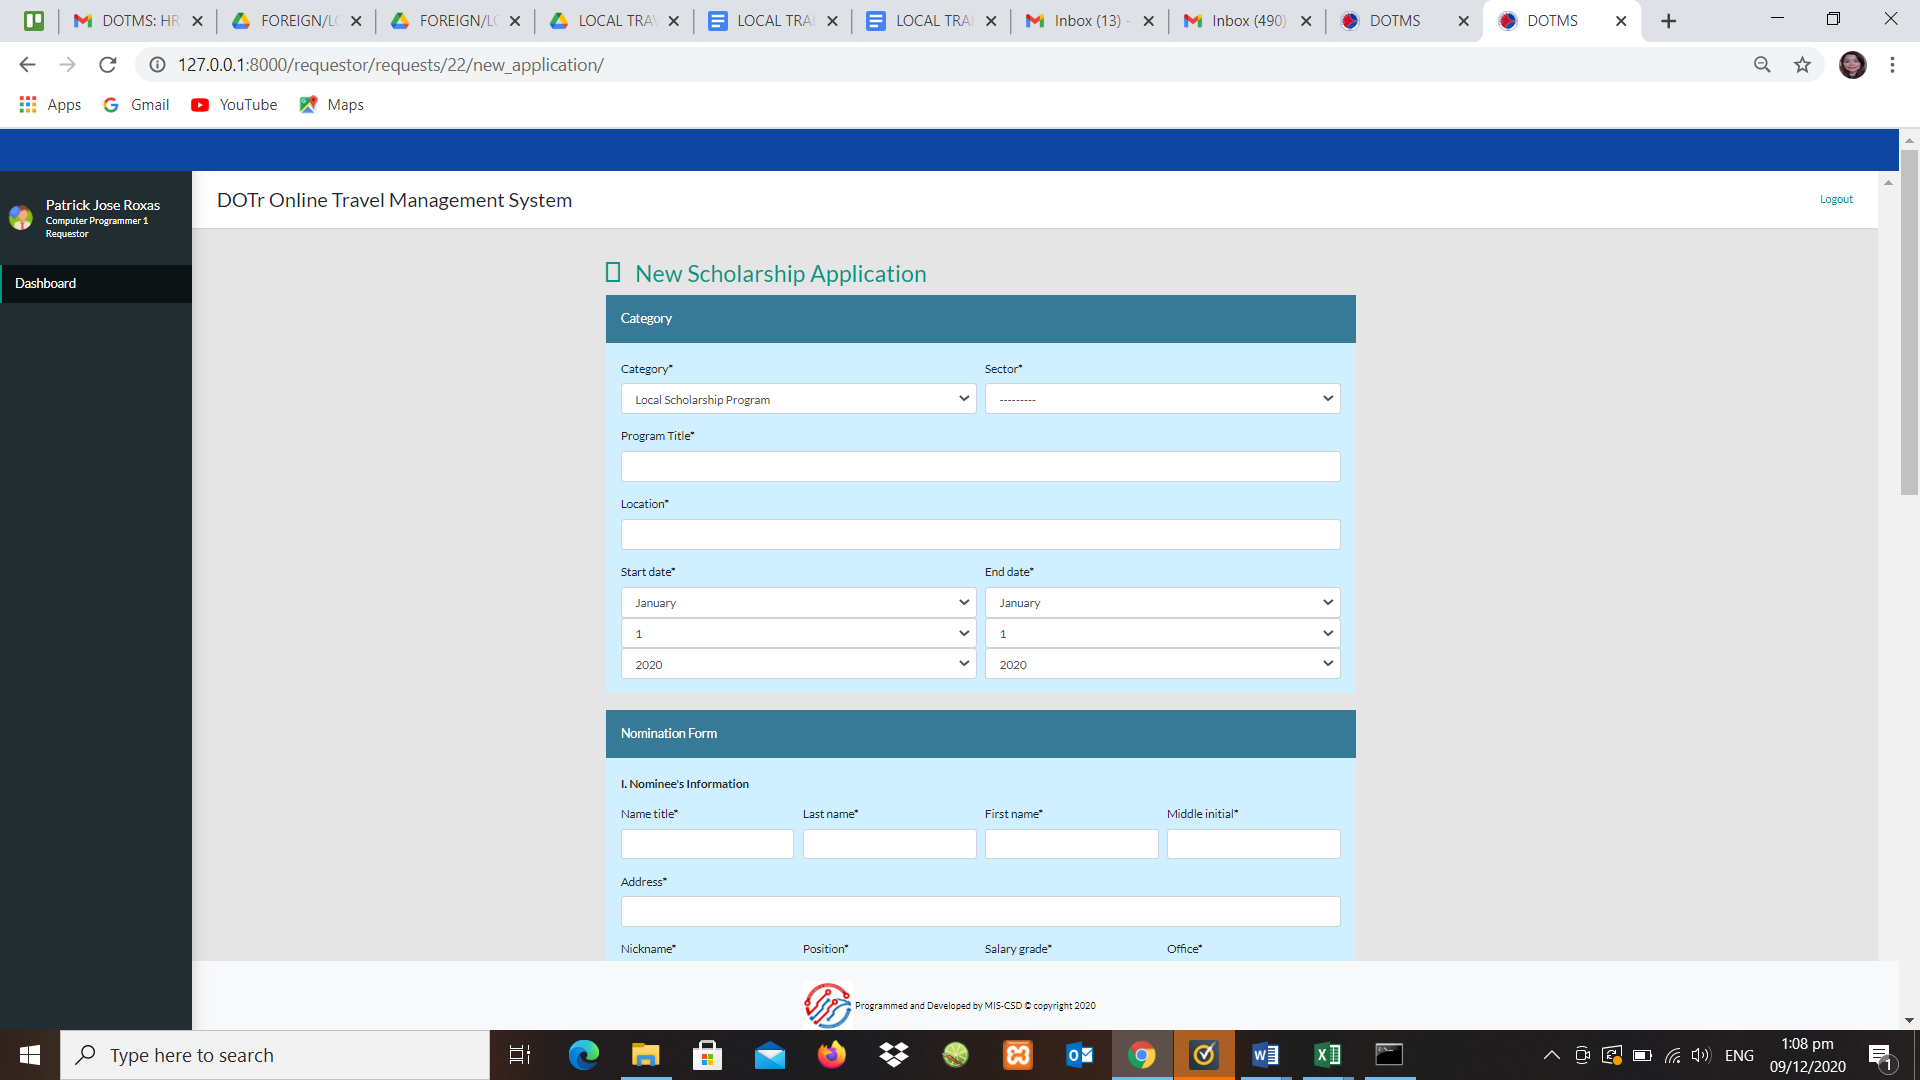 DOTMS: HR
FOREIGN/LO
FOREIGN/LO
LOCAL TRAV
LOCAL TRA
LOCAL TRA
Inbox (13) -
Inbox (490)
DOTMS
DOTMS
127.0.0.1:8000/requestor/requests/22/new_application/
Apps
Gmail
YouTube
Maps
Patrick Jose Roxas
Computer Programmer 1
Requestor
Dashboard
DOTr Online Travel Management System
Logout
New Scholarship Application
Category
Category* Sector*
Local Scholarship Program ---------
Program Title*
Location*
Start date* End date*
January January
1 1
2020 2020
Nomination Form
I. Nominee's Information
Name title* Last name* First name* Middle initial*
Address*
Nickname* Position* Salary grade* Office*
Programmed and Developed by MIS-CSD © copyright 2020
Type here to search
ENG
1:08 pm
09/12/2020
1